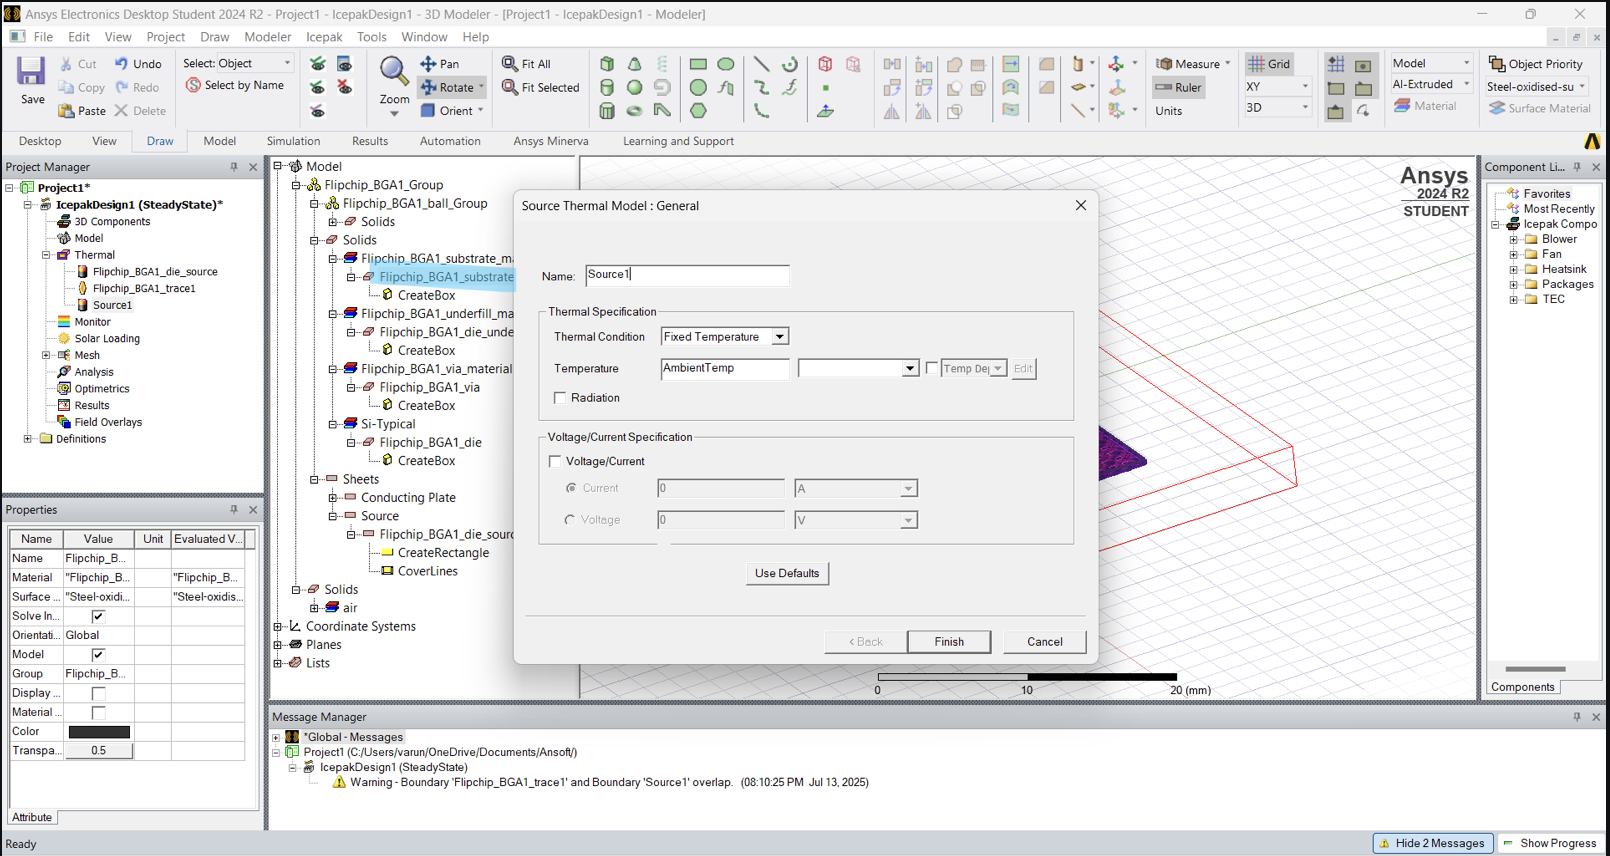 Ansys Electronics Desktop Student 2024 R2 - Project1 - IcepakDesign1 - 3D Modeler - [Project1 - IcepakDesign1 - Modeler]
File Edit View Project Draw Modeler Icepak Tools Window Help
Save
Cut
Copy
Paste
Undo
Redo
Delete
Select: Object
Select by Name
Zoom
Pan
Rotate
Orient
Fit All
Fit Selected
Measure
Ruler
Units
Grid
XY
3D
Model
Al-Extruded
Material
Object Priority
Steel-oxidised-su
Surface Material
Desktop View Draw Model Simulation Results Automation Ansys Minerva Learning and Support
Project Manager
Project1*
IcepakDesign1 (SteadyState)*
3D Components
Model
Thermal
Flipchip_BGA1_die_source
Flipchip_BGA1_trace1
Source1
Monitor
Solar Loading
Mesh
Analysis
Optimetrics
Results
Field Overlays
Definitions
Properties
Name Value Unit Evaluated V...
Name Flipchip_B...
Material "Flipchip_B... "Flipchip_B...
Surface ... "Steel-oxidi... "Steel-oxidis...
Solve In...
Orientati... Global
Model
Group Flipchip_B...
Display ...
Material ...
Color
Transpa... 0.5
Attribute
Model
Flipchip_BGA1_Group
Flipchip_BGA1_ball_Group
Solids
Solids
Flipchip_BGA1_substrate_ma
Flipchip_BGA1_substrate
CreateBox
Flipchip_BGA1_underfill_ma
Flipchip_BGA1_die_unde
CreateBox
Flipchip_BGA1_via_material
Flipchip_BGA1_via
CreateBox
Si-Typical
Flipchip_BGA1_die
CreateBox
Sheets
Conducting Plate
Source
Flipchip_BGA1_die_sourc
CreateRectangle
CoverLines
Solids
air
Coordinate Systems
Planes
Lists
Source Thermal Model : General
Name: Source1
Thermal Specification
Thermal Condition Fixed Temperature
Temperature AmbientTemp Temp De Edit
Radiation
Voltage/Current Specification
Voltage/Current
Current 0 A
Voltage 0 V
Use Defaults
< Back Finish Cancel
Ansys
2024 R2
STUDENT
0 10 20 (mm)
Component Li...
Favorites
Most Recently
Icepak Compo
Blower
Fan
Heatsink
Packages
TEC
Components
Message Manager
*Global - Messages
Project1 (C:/Users/varun/OneDrive/Documents/Ansoft/)
IcepakDesign1 (SteadyState)
Warning - Boundary 'Flipchip_BGA1_trace1' and Boundary 'Source1' overlap. (08:10:25 PM Jul 13, 2025)
Ready
Hide 2 Messages
Show Progress